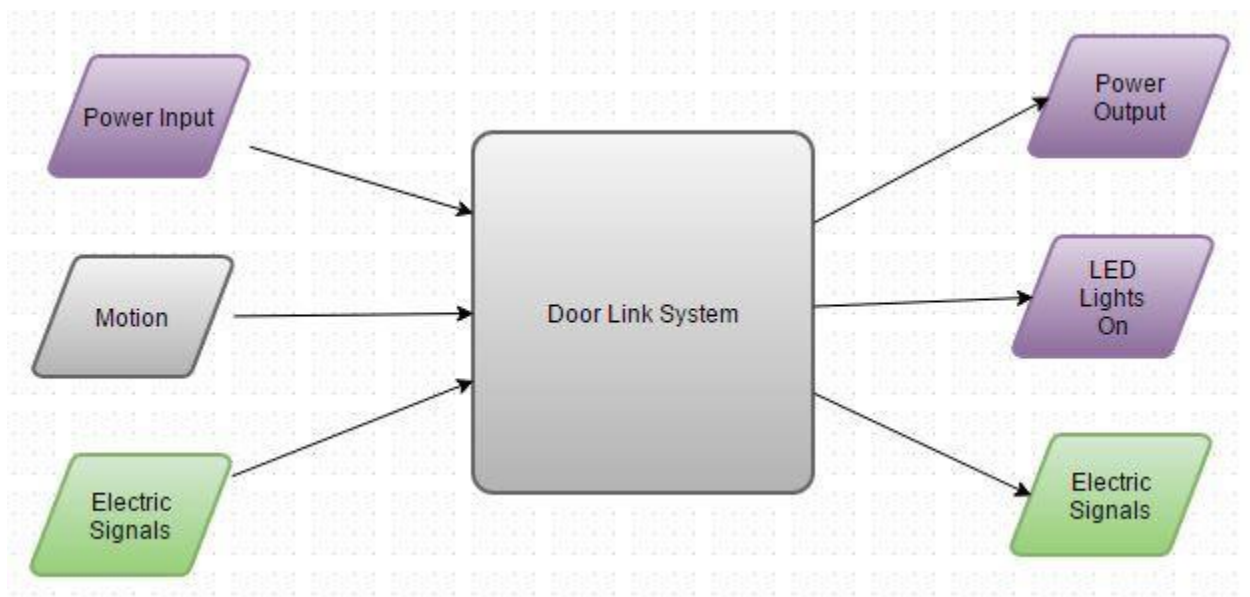 Power Input
Motion
Electric
Signals
Door Link System
Power
Output
LED
Lights
On
Electric
Signals